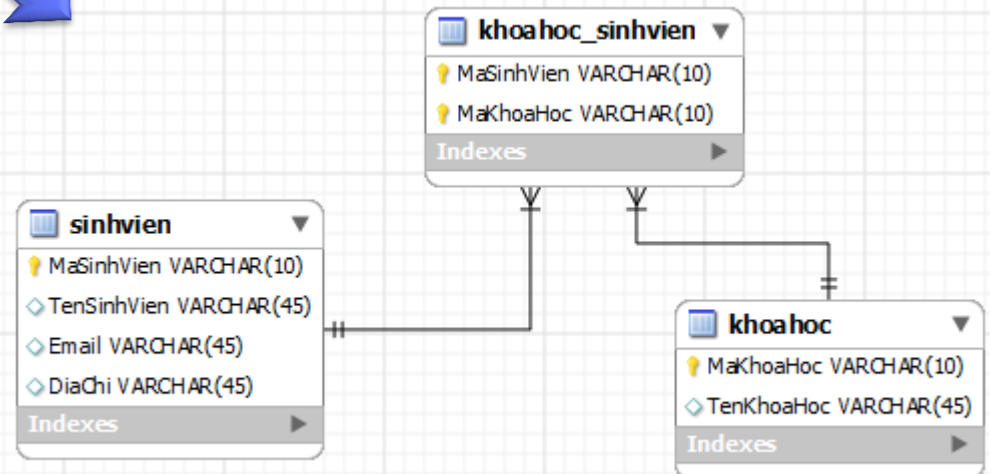 khoahoc_sinhvien
MaSinhVien VARCHAR(10)
MaKhoaHoc VARCHAR(10)
Indexes
sinhvien
MaSinhVien VARCHAR(10)
TenSinhVien VARCHAR(45)
Email VARCHAR(45)
DiaChi VARCHAR(45)
Indexes
khoahoc
MaKhoaHoc VARCHAR(10)
TenKhoaHoc VARCHAR(45)
Indexes